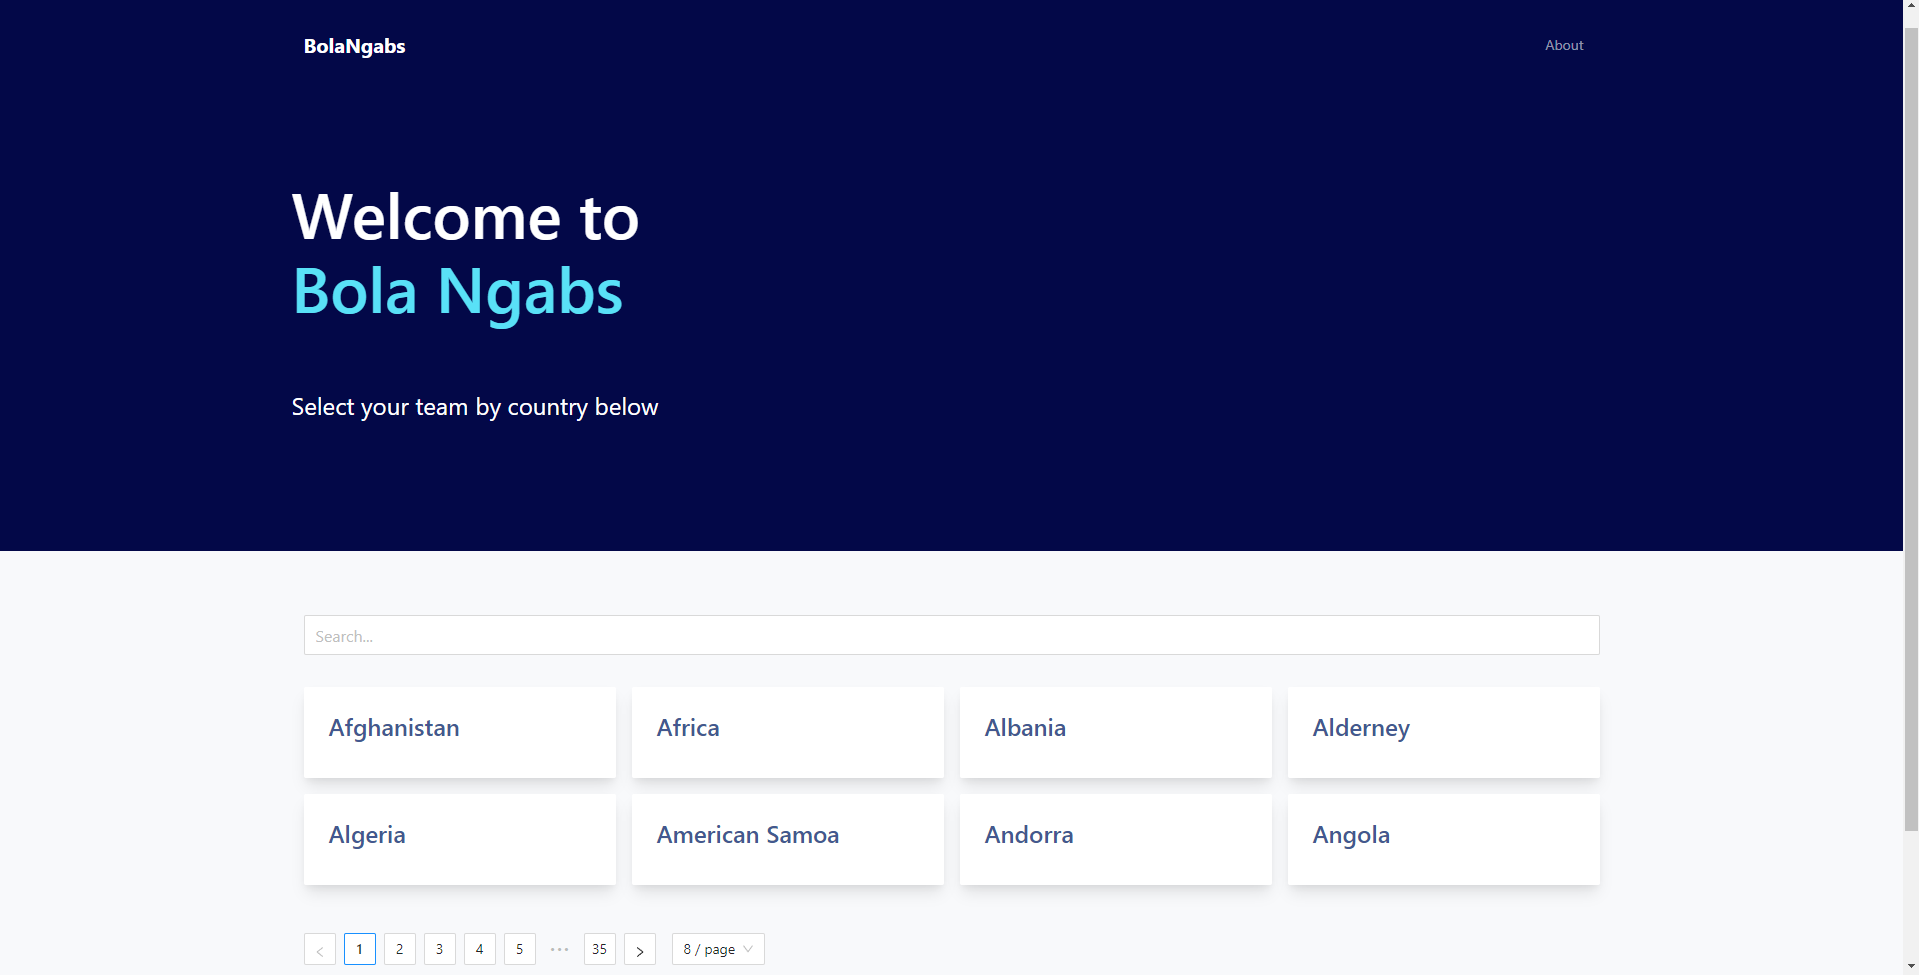 BolaNgabs About
Welcome to
Bola Ngabs
Select your team by country below
Search...
Afghanistan Africa Albania Alderney
Algeria American Samoa Andorra Angola
< 1 2 3 4 5 ••• 35 > 8 / page